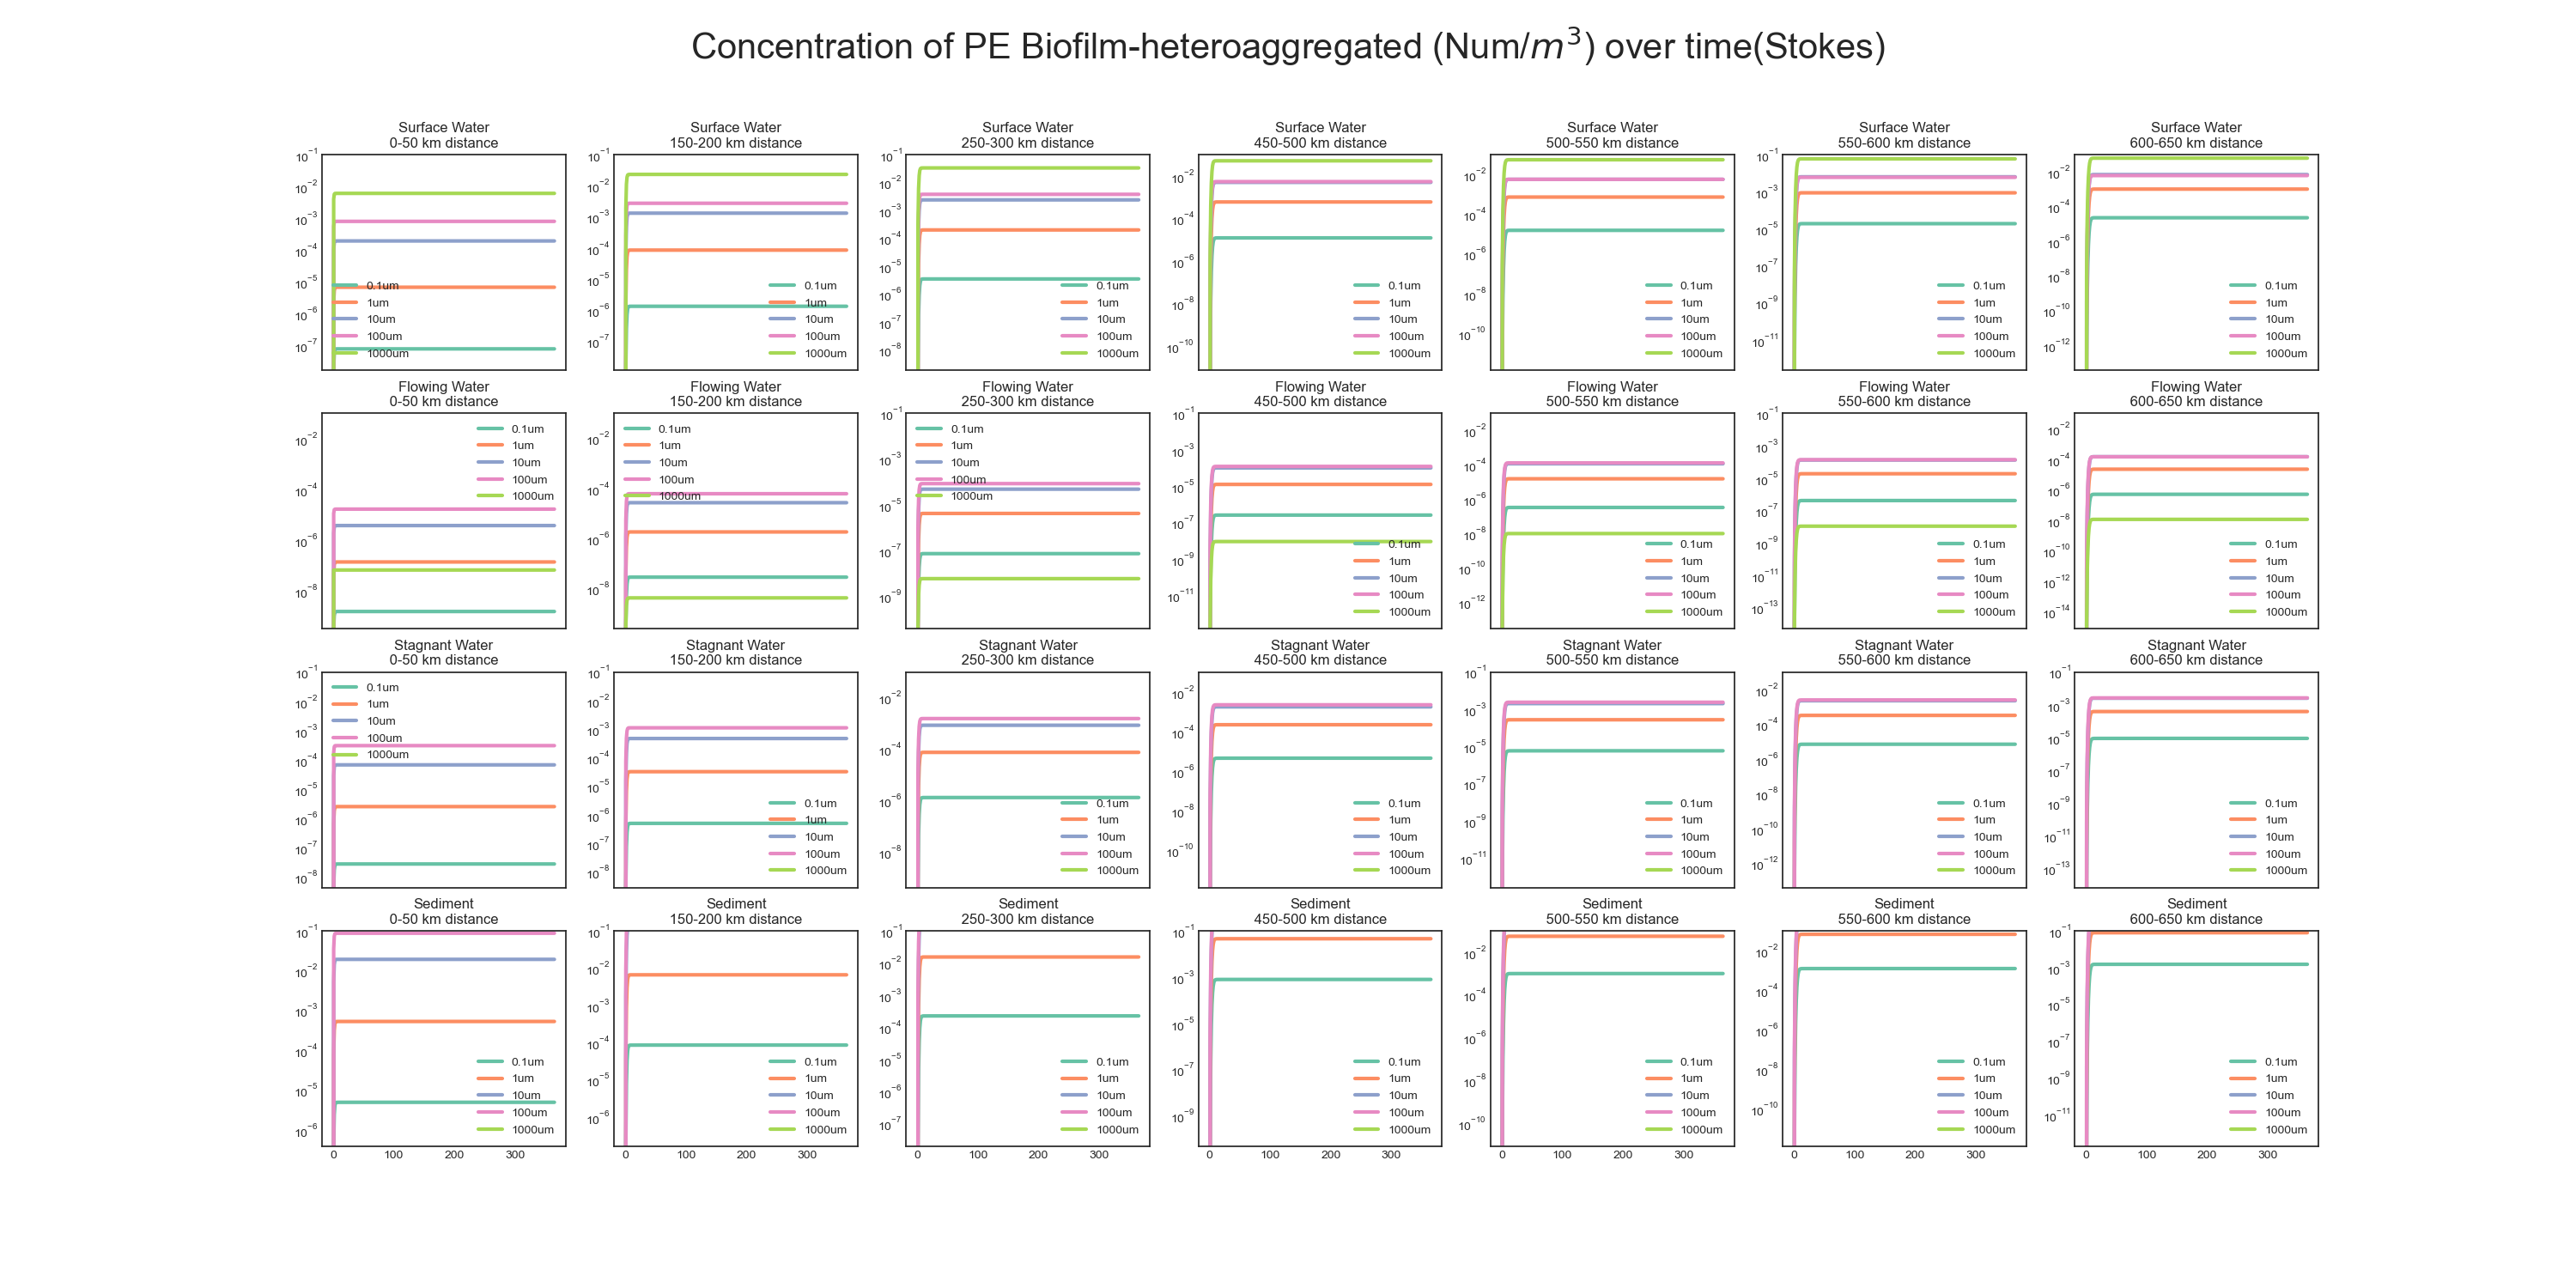 Concentration of PE Biofilm-heteroaggregated (Num/m³) over time(Stokes)
Surface Water
0-50 km distance
10⁻¹
10⁻²
10⁻³
10⁻⁴
10⁻⁵
10⁻⁶
10⁻⁷
0.1um
1um
10um
100um
1000um
Surface Water
150-200 km distance
10⁻¹
10⁻²
10⁻³
10⁻⁴
10⁻⁵
10⁻⁶
10⁻⁷
0.1um
1um
10um
100um
1000um
Surface Water
250-300 km distance
10⁻¹
10⁻²
10⁻³
10⁻⁴
10⁻⁵
10⁻⁶
10⁻⁷
10⁻⁸
0.1um
1um
10um
100um
1000um
Surface Water
450-500 km distance
10⁻²
10⁻⁴
10⁻⁶
10⁻⁸
10⁻¹⁰
0.1um
1um
10um
100um
1000um
Surface Water
500-550 km distance
10⁻²
10⁻⁴
10⁻⁶
10⁻⁸
10⁻¹⁰
0.1um
1um
10um
100um
1000um
Surface Water
550-600 km distance
10⁻¹
10⁻³
10⁻⁵
10⁻⁷
10⁻⁹
10⁻¹¹
0.1um
1um
10um
100um
1000um
Surface Water
600-650 km distance
10⁻²
10⁻⁴
10⁻⁶
10⁻⁸
10⁻¹⁰
10⁻¹²
0.1um
1um
10um
100um
1000um
Flowing Water
0-50 km distance
10⁻²
10⁻⁴
10⁻⁶
10⁻⁸
0.1um
1um
10um
100um
1000um
Flowing Water
150-200 km distance
10⁻²
10⁻⁴
10⁻⁶
10⁻⁸
0.1um
1um
10um
100um
1000um
Flowing Water
250-300 km distance
10⁻¹
10⁻³
10⁻⁵
10⁻⁷
10⁻⁹
0.1um
1um
10um
100um
1000um
Flowing Water
450-500 km distance
10⁻¹
10⁻³
10⁻⁵
10⁻⁷
10⁻⁹
10⁻¹¹
0.1um
1um
10um
100um
1000um
Flowing Water
500-550 km distance
10⁻²
10⁻⁴
10⁻⁶
10⁻⁸
10⁻¹⁰
10⁻¹²
0.1um
1um
10um
100um
1000um
Flowing Water
550-600 km distance
10⁻¹
10⁻³
10⁻⁵
10⁻⁷
10⁻⁹
10⁻¹¹
10⁻¹³
0.1um
1um
10um
100um
1000um
Flowing Water
600-650 km distance
10⁻²
10⁻⁴
10⁻⁶
10⁻⁸
10⁻¹⁰
10⁻¹²
10⁻¹⁴
0.1um
1um
10um
100um
1000um
Stagnant Water
0-50 km distance
10⁻¹
10⁻²
10⁻³
10⁻⁴
10⁻⁵
10⁻⁶
10⁻⁷
10⁻⁸
0.1um
1um
10um
100um
1000um
Stagnant Water
150-200 km distance
10⁻¹
10⁻²
10⁻³
10⁻⁴
10⁻⁵
10⁻⁶
10⁻⁷
10⁻⁸
0.1um
1um
10um
100um
1000um
Stagnant Water
250-300 km distance
10⁻²
10⁻⁴
10⁻⁶
10⁻⁸
0.1um
1um
10um
100um
1000um
Stagnant Water
450-500 km distance
10⁻²
10⁻⁴
10⁻⁶
10⁻⁸
10⁻¹⁰
0.1um
1um
10um
100um
1000um
Stagnant Water
500-550 km distance
10⁻¹
10⁻³
10⁻⁵
10⁻⁷
10⁻⁹
10⁻¹¹
0.1um
1um
10um
100um
1000um
Stagnant Water
550-600 km distance
10⁻²
10⁻⁴
10⁻⁶
10⁻⁸
10⁻¹⁰
10⁻¹²
0.1um
1um
10um
100um
1000um
Stagnant Water
600-650 km distance
10⁻¹
10⁻³
10⁻⁵
10⁻⁷
10⁻⁹
10⁻¹¹
10⁻¹³
0.1um
1um
10um
100um
1000um
Sediment
0-50 km distance
10⁻¹
10⁻²
10⁻³
10⁻⁴
10⁻⁵
10⁻⁶
0.1um
1um
10um
100um
1000um
0 100 200 300
Sediment
150-200 km distance
10⁻¹
10⁻²
10⁻³
10⁻⁴
10⁻⁵
10⁻⁶
0.1um
1um
10um
100um
1000um
0 100 200 300
Sediment
250-300 km distance
10⁻¹
10⁻²
10⁻³
10⁻⁴
10⁻⁵
10⁻⁶
10⁻⁷
0.1um
1um
10um
100um
1000um
0 100 200 300
Sediment
450-500 km distance
10⁻¹
10⁻³
10⁻⁵
10⁻⁷
10⁻⁹
0.1um
1um
10um
100um
1000um
0 100 200 300
Sediment
500-550 km distance
10⁻²
10⁻⁴
10⁻⁶
10⁻⁸
10⁻¹⁰
0.1um
1um
10um
100um
1000um
0 100 200 300
Sediment
550-600 km distance
10⁻²
10⁻⁴
10⁻⁶
10⁻⁸
10⁻¹⁰
0.1um
1um
10um
100um
1000um
0 100 200 300
Sediment
600-650 km distance
10⁻¹
10⁻³
10⁻⁵
10⁻⁷
10⁻⁹
10⁻¹¹
0.1um
1um
10um
100um
1000um
0 100 200 300